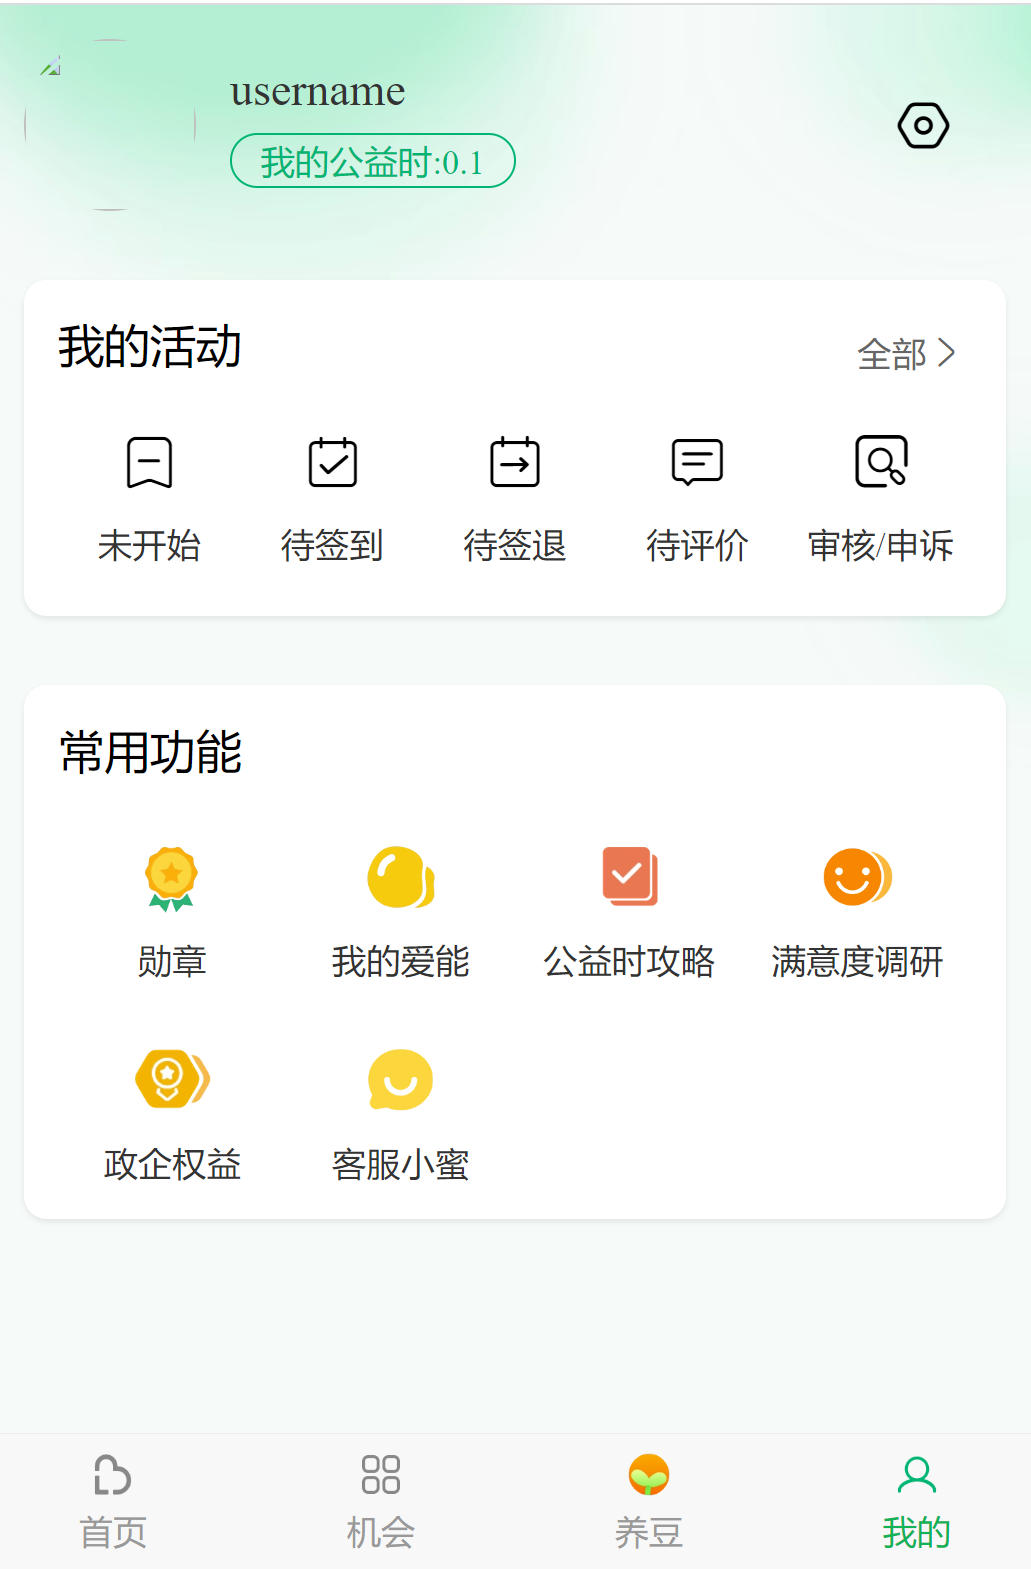 username
我的公益时:0.1
我的活动
全部
未开始 待签到 待签退 待评价 审核/申诉
常用功能
勋章 我的爱能 公益时攻略 满意度调研
政企权益 客服小蜜
首页 机会 养豆 我的